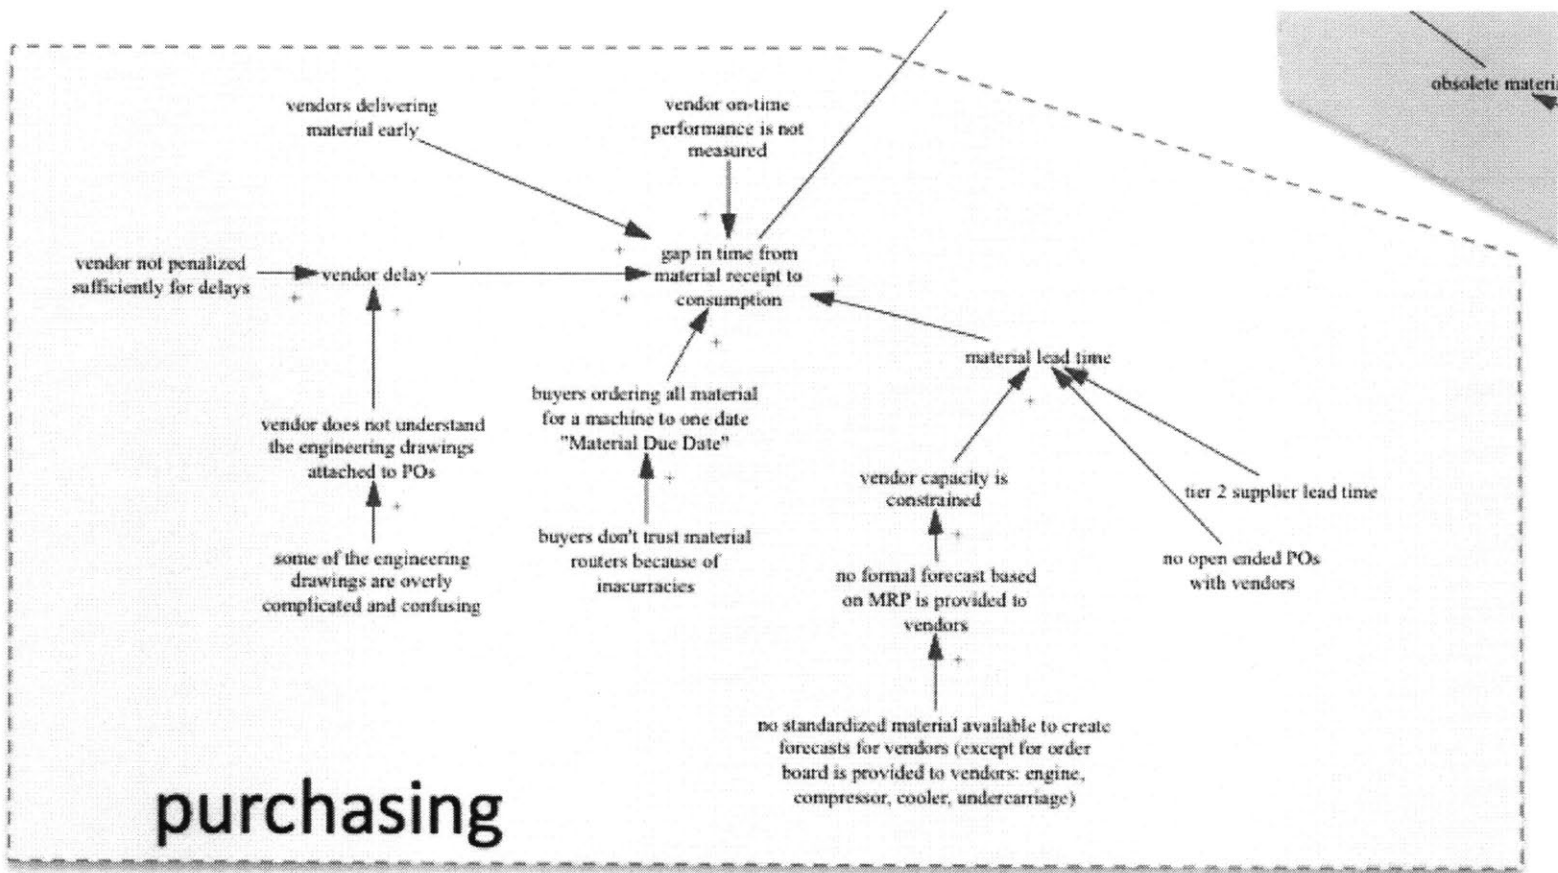 obsolete materi
vendors delivering
material early
vendor on-time
performance is not
measured
vendor not penalized
sufficiently for delays
vendor delay
gap in time from
material receipt to
consumption
material lead time
buyers ordering all material
for a machine to one date
"Material Due Date"
vendor does not understand
the engineering drawings
attached to POs
vendor capacity is
constrained
tier 2 supplier lead time
some of the engineering
drawings are overly
complicated and confusing
buyers don't trust material
routers because of
inacurracies
no formal forecast based
on MRP is provided to
vendors
no open ended POs
with vendors
no standardized material available to create
forecasts for vendors (except for order
board is provided to vendors: engine,
compressor, cooler, undercarriage)
purchasing